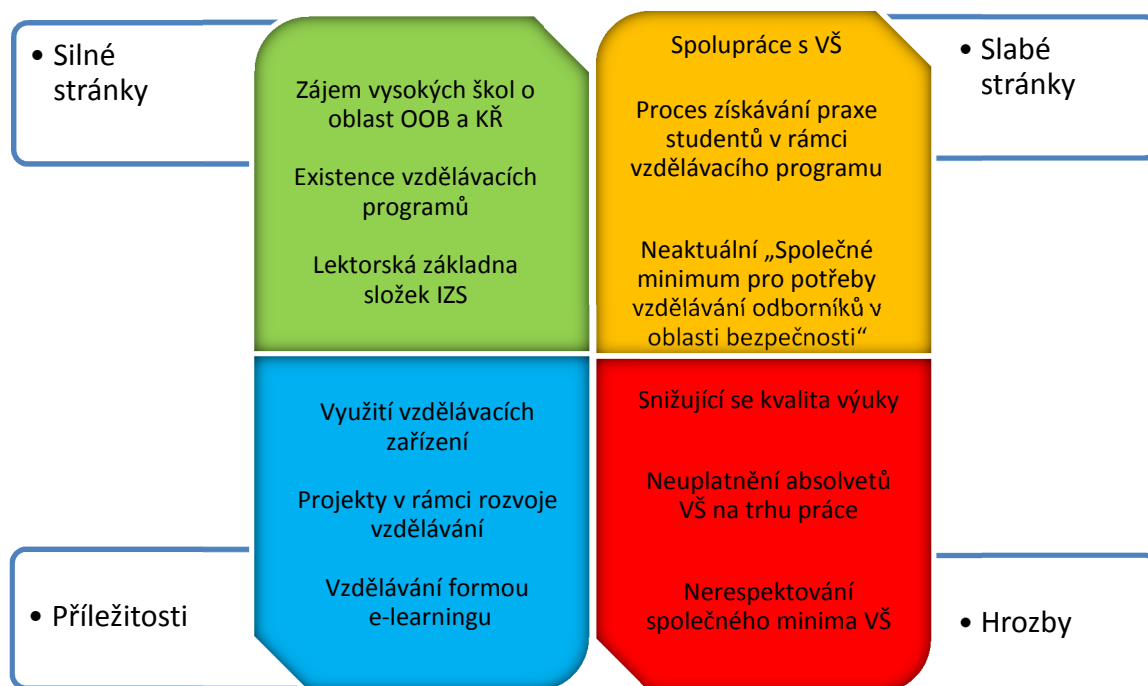 • Silné
stránky
Zájem vysokých škol o
oblast OOB a KŘ
Existence vzdělávacích
programů
Lektorská základna
složek IZS
Spolupráce s VŠ
Proces získávání praxe
studentů v rámci
vzdělávacího programu
Neaktuální „Společné
minimum pro potřeby
vzdělávání odborníků v
oblasti bezpečnosti“
• Slabé
stránky
• Příležitosti
Využití vzdělávacích
zařízení
Projekty v rámci rozvoje
vzdělávání
Vzdělávání formou
e-learningu
Snižující se kvalita výuky
Neuplatnění absolvetů
VŠ na trhu práce
Nerespektování
společného minima VŠ
• Hrozby